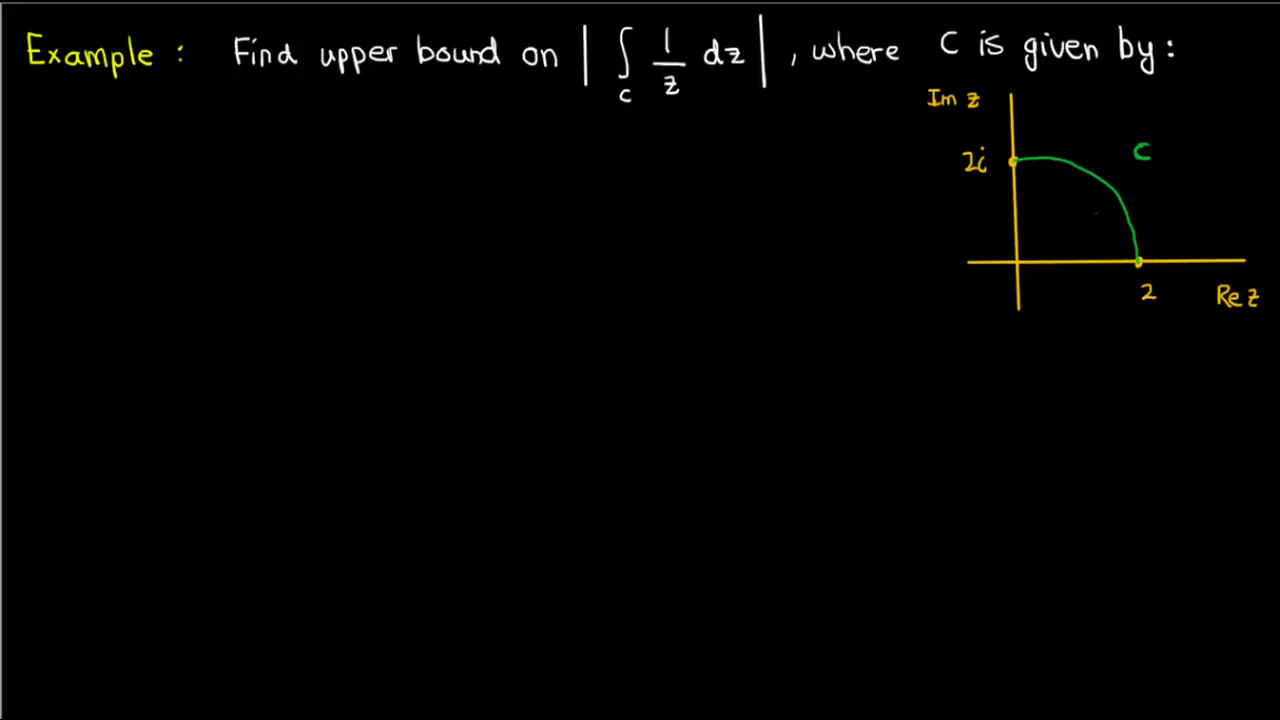 Example : Find upper bound on | ∫_C 1/z dz | , where C is given by :
Im z
2i
C
2
Re z